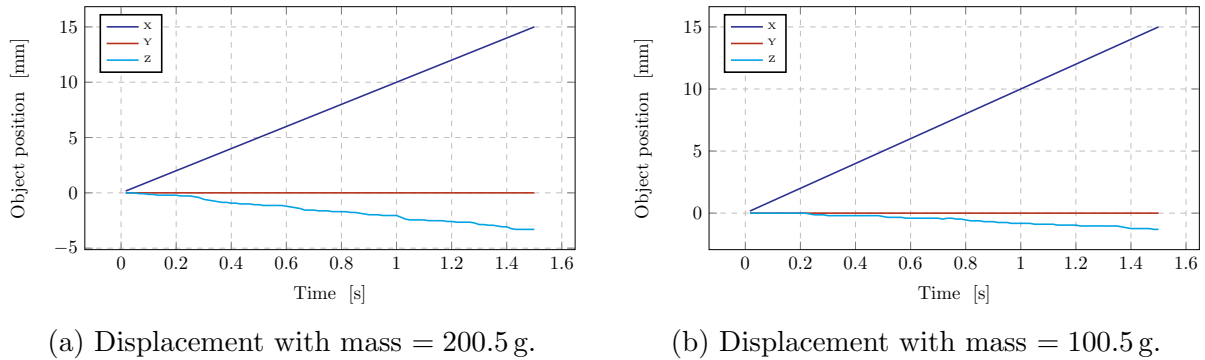 X
Y
Z
15
10
5
0
−5
0 0.2 0.4 0.6 0.8 1 1.2 1.4 1.6
Object position [mm]
Time [s]
(a) Displacement with mass = 200.5 g.
X
Y
Z
15
10
5
0
0 0.2 0.4 0.6 0.8 1 1.2 1.4 1.6
Object position [mm]
Time [s]
(b) Displacement with mass = 100.5 g.